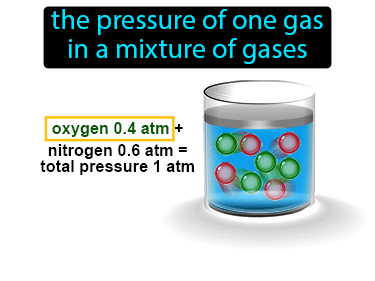 the pressure of one gas
in a mixture of gases
oxygen 0.4 atm +
nitrogen 0.6 atm =
total pressure 1 atm